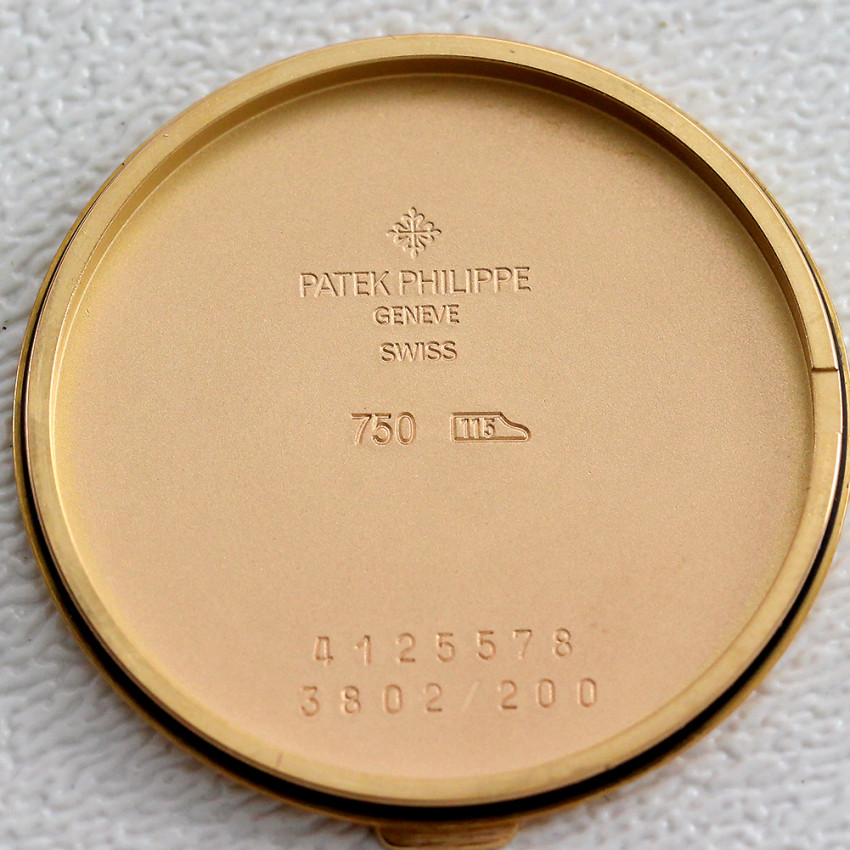 PATEK PHILIPPE
GENEVE
SWISS
750 115
4125578
3802/200